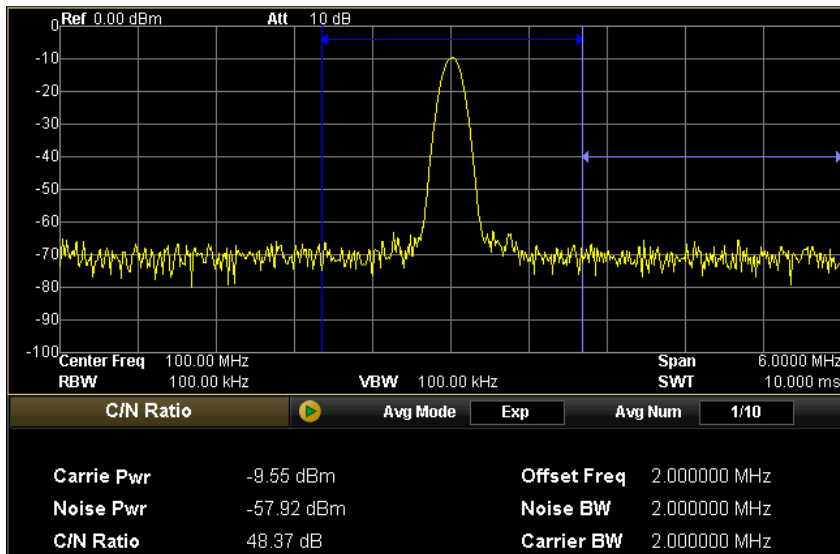 Ref 0.00 dBm Att 10 dB
0
-10
-20
-30
-40
-50
-60
-70
-80
-90
-100
Center Freq 100.00 MHz Span 6.0000 MHz
RBW 100.00 kHz VBW 100.00 kHz SWT 10.000 ms
C/N Ratio Avg Mode Exp Avg Num 1/10
Carrie Pwr -9.55 dBm Offset Freq 2.000000 MHz
Noise Pwr -57.92 dBm Noise BW 2.000000 MHz
C/N Ratio 48.37 dB Carrier BW 2.000000 MHz